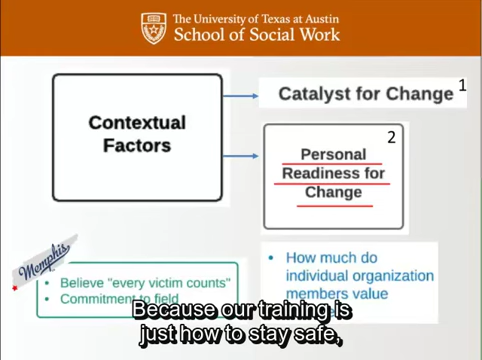 The University of Texas at Austin
School of Social Work
Contextual
Factors
Catalyst for Change
1
2
Personal
Readiness for
Change
Memphis
• Believe "every victim counts"
• Commitment to field
• How much do
individual organization
members value
Because our training is
just how to stay safe,